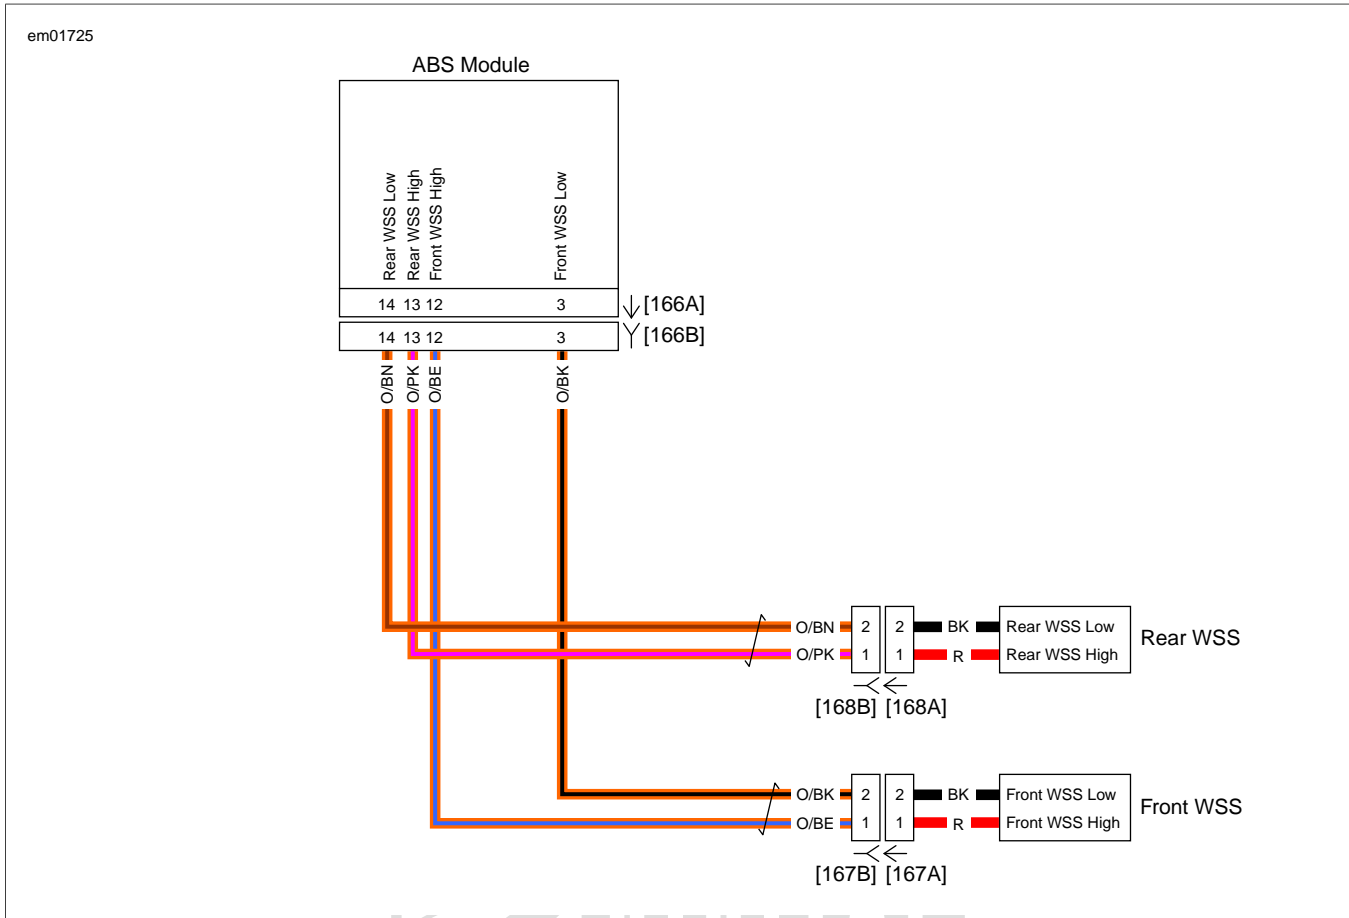 em01725
ABS Module
Rear WSS Low
Rear WSS High
Front WSS High
Front WSS Low
14 13 12 3 [166A]
14 13 12 3 [166B]
O/BN O/PK O/BE O/BK
O/BN 2 2 BK Rear WSS Low
O/PK 1 1 R Rear WSS High
Rear WSS
[168B] [168A]
O/BK 2 2 BK Front WSS Low
O/BE 1 1 R Front WSS High
Front WSS
[167B] [167A]